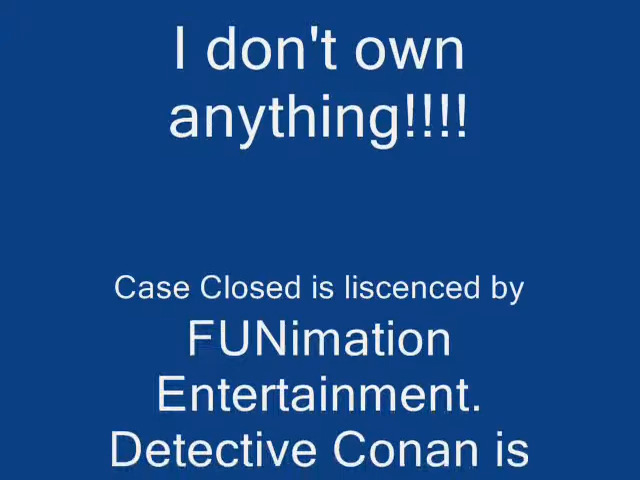 I don't own
anything!!!!
Case Closed is liscenced by
FUNimation
Entertainment.
Detective Conan is